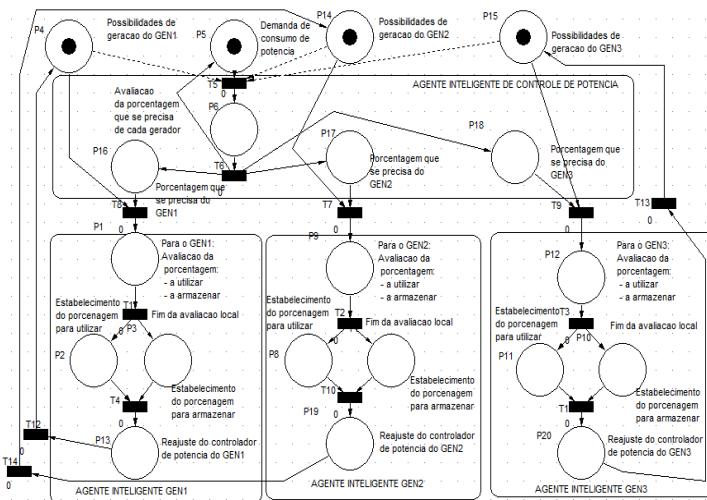 P4
Possibilidades de
geracao do GEN1
P5
Demanda de
consumo de
potencia
P14
Possibilidades de
geracao do GEN2
P15
Possibilidades de
geracao do GEN3
T5
0
AGENTE INTELIGENTE DE CONTROLE DE POTENCIA
Avaliacao
da porcentagem
que se precisa
de cada gerador
P6
P16
T6
0
P17
Porcentagem que
se precisa do
GEN2
P18
Porcentagem que
se precisa do
GEN3
Porcentagem que
se precisa do
GEN1
T8
0
T7
0
T9
0
T13
0
P1
Para o GEN1:
Avaliacao da
porcentagem:
- a utilizar
- a armazenar
P9
Para o GEN2:
Avaliacao da
porcentagem:
- a utilizar
- a armazenar
P12
Para o GEN3:
Avaliacao da
porcentagem:
- a utilizar
- a armazenar
Estabelecimento
do porcenagem
para utilizar
T1
0
P3
Fim da avaliacao local
P2
Estabelecimento
do porcenagem
para armazenar
T4
0
P13
Reajuste do controlador
de potencia do GEN1
AGENTE INTELIGENTE GEN1
Estabelecimento
do porcenagem
para utilizar
T2
0
Fim da avaliacao local
P8
Estabelecimento
do porcenagem
para armazenar
T10
0
P19
Reajuste do controlador
de potencia do GEN2
AGENTE INTELIGENTE GEN2
Estabelecimento
do porcenagem
para utilizar
T3
0
P10
Fim da avaliacao local
P11
Estabelecimento
do porcenagem
para armazenar
T1
0
P20
Reajuste do controlador
de potencia do GEN3
AGENTE INTELIGENTE GEN3
T12
0
T14
0